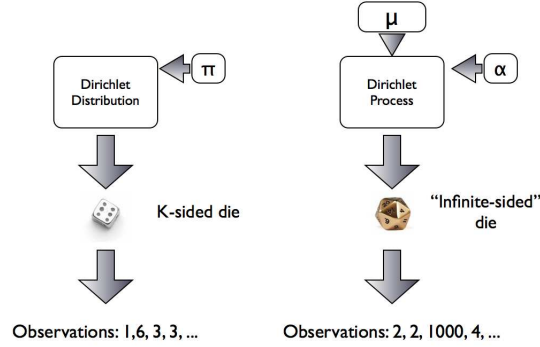 μ
Dirichlet
Distribution
π
Dirichlet
Process
α
K-sided die
“Infinite-sided”
die
Observations: 1,6, 3, 3, ...
Observations: 2, 2, 1000, 4, ...